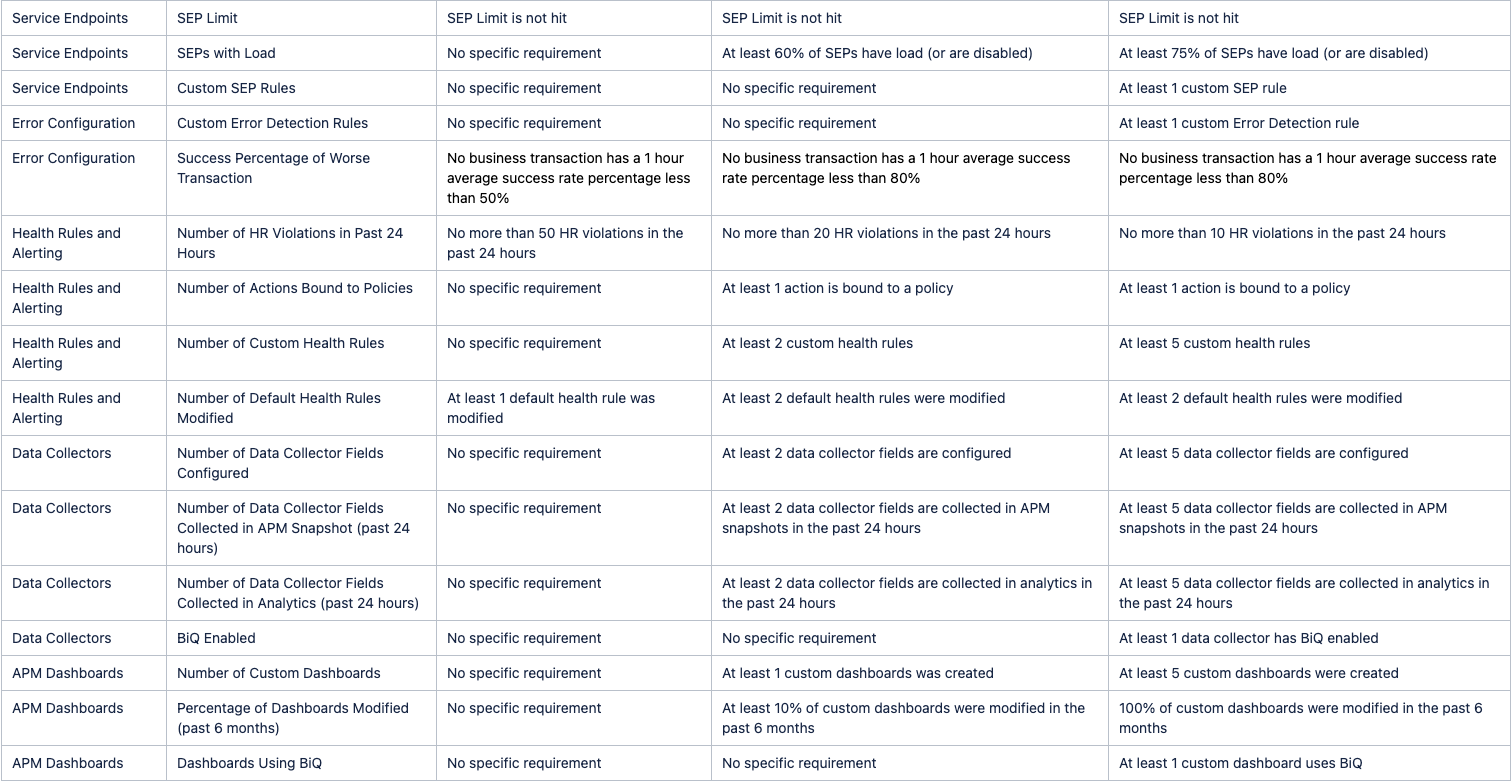 Service Endpoints SEP Limit SEP Limit is not hit SEP Limit is not hit SEP Limit is not hit
Service Endpoints SEPs with Load No specific requirement At least 60% of SEPs have load (or are disabled) At least 75% of SEPs have load (or are disabled)
Service Endpoints Custom SEP Rules No specific requirement No specific requirement At least 1 custom SEP rule
Error Configuration Custom Error Detection Rules No specific requirement No specific requirement At least 1 custom Error Detection rule
Error Configuration Success Percentage of Worse No business transaction has a 1 hour No business transaction has a 1 hour average success No business transaction has a 1 hour average success rate
Transaction average success rate percentage less rate percentage less than 80% percentage less than 80%
than 50%
Health Rules and Number of HR Violations in Past 24 No more than 50 HR violations in the No more than 20 HR violations in the past 24 hours No more than 10 HR violations in the past 24 hours
Alerting Hours past 24 hours
Health Rules and Number of Actions Bound to Policies No specific requirement At least 1 action is bound to a policy At least 1 action is bound to a policy
Alerting
Health Rules and Number of Custom Health Rules No specific requirement At least 2 custom health rules At least 5 custom health rules
Alerting
Health Rules and Number of Default Health Rules At least 1 default health rule was At least 2 default health rules were modified At least 2 default health rules were modified
Alerting Modified modified
Data Collectors Number of Data Collector Fields No specific requirement At least 2 data collector fields are configured At least 5 data collector fields are configured
Configured
Data Collectors Number of Data Collector Fields No specific requirement At least 2 data collector fields are collected in APM At least 5 data collector fields are collected in APM
Collected in APM Snapshot (past 24 snapshots in the past 24 hours snapshots in the past 24 hours
hours)
Data Collectors Number of Data Collector Fields No specific requirement At least 2 data collector fields are collected in analytics in At least 5 data collector fields are collected in analytics in
Collected in Analytics (past 24 hours) the past 24 hours the past 24 hours
Data Collectors BiQ Enabled No specific requirement No specific requirement At least 1 data collector has BiQ enabled
APM Dashboards Number of Custom Dashboards No specific requirement At least 1 custom dashboards was created At least 5 custom dashboards were created
APM Dashboards Percentage of Dashboards Modified No specific requirement At least 10% of custom dashboards were modified in the 100% of custom dashboards were modified in the past 6
(past 6 months) past 6 months months
APM Dashboards Dashboards Using BiQ No specific requirement No specific requirement At least 1 custom dashboard uses BiQ